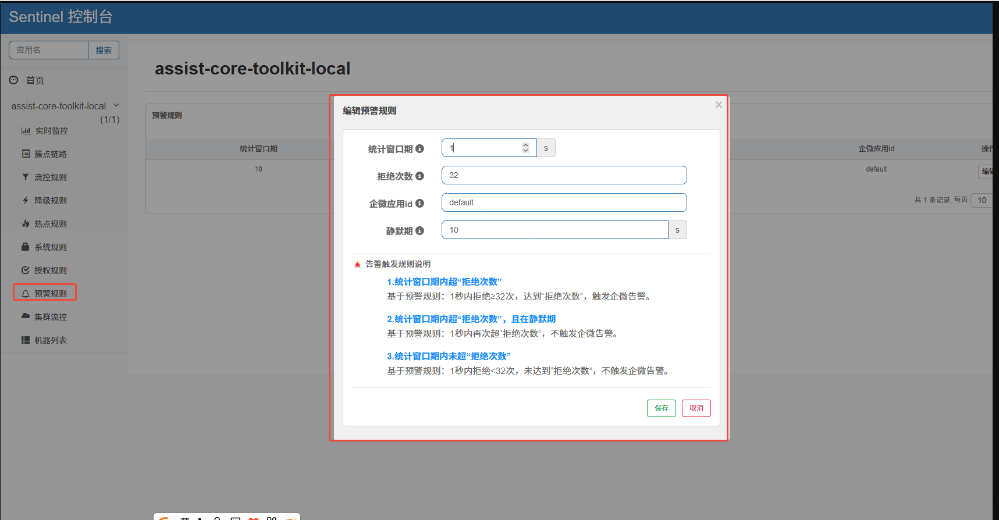 Sentinel 控制台
应用名 搜索
首页
assist-core-toolkit-local
(1/1)
实时监控
簇点链路
流控规则
降级规则
热点规则
系统规则
授权规则
预警规则
集群流控
机器列表
assist-core-toolkit-local
预警规则
统计窗口期 企微应用id 操作
10 default 编辑
共 1 条记录, 每页 10
编辑预警规则 ×
统计窗口期 1 s
拒绝次数 32
企微应用id default
静默期 10 s
告警触发规则说明
1.统计窗口期内超“拒绝次数”
基于预警规则：1秒内拒绝≥32次，达到“拒绝次数”，触发企微告警。
2.统计窗口期内超“拒绝次数”，且在静默期
基于预警规则：1秒内再次超“拒绝次数”，不触发企微告警。
3.统计窗口期内未超“拒绝次数”
基于预警规则：1秒内拒绝<32次，未达到“拒绝次数”，不触发企微告警。
保存 取消